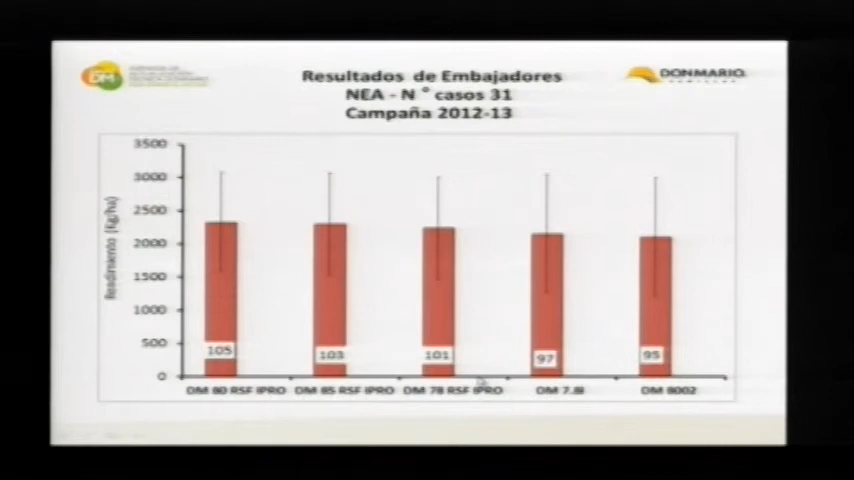 DM
DONMARIO
Resultados de Embajadores
NEA - N ° casos 31
Campaña 2012-13
Rendimiento (Kg/ha)
3500
3000
2500
2000
1500
1000
500
0
105
103
101
97
95
DM 80 RSF IPRO
DM 85 RSF IPRO
DM 78 RSF IPRO
DM 7.8i
DM 8002